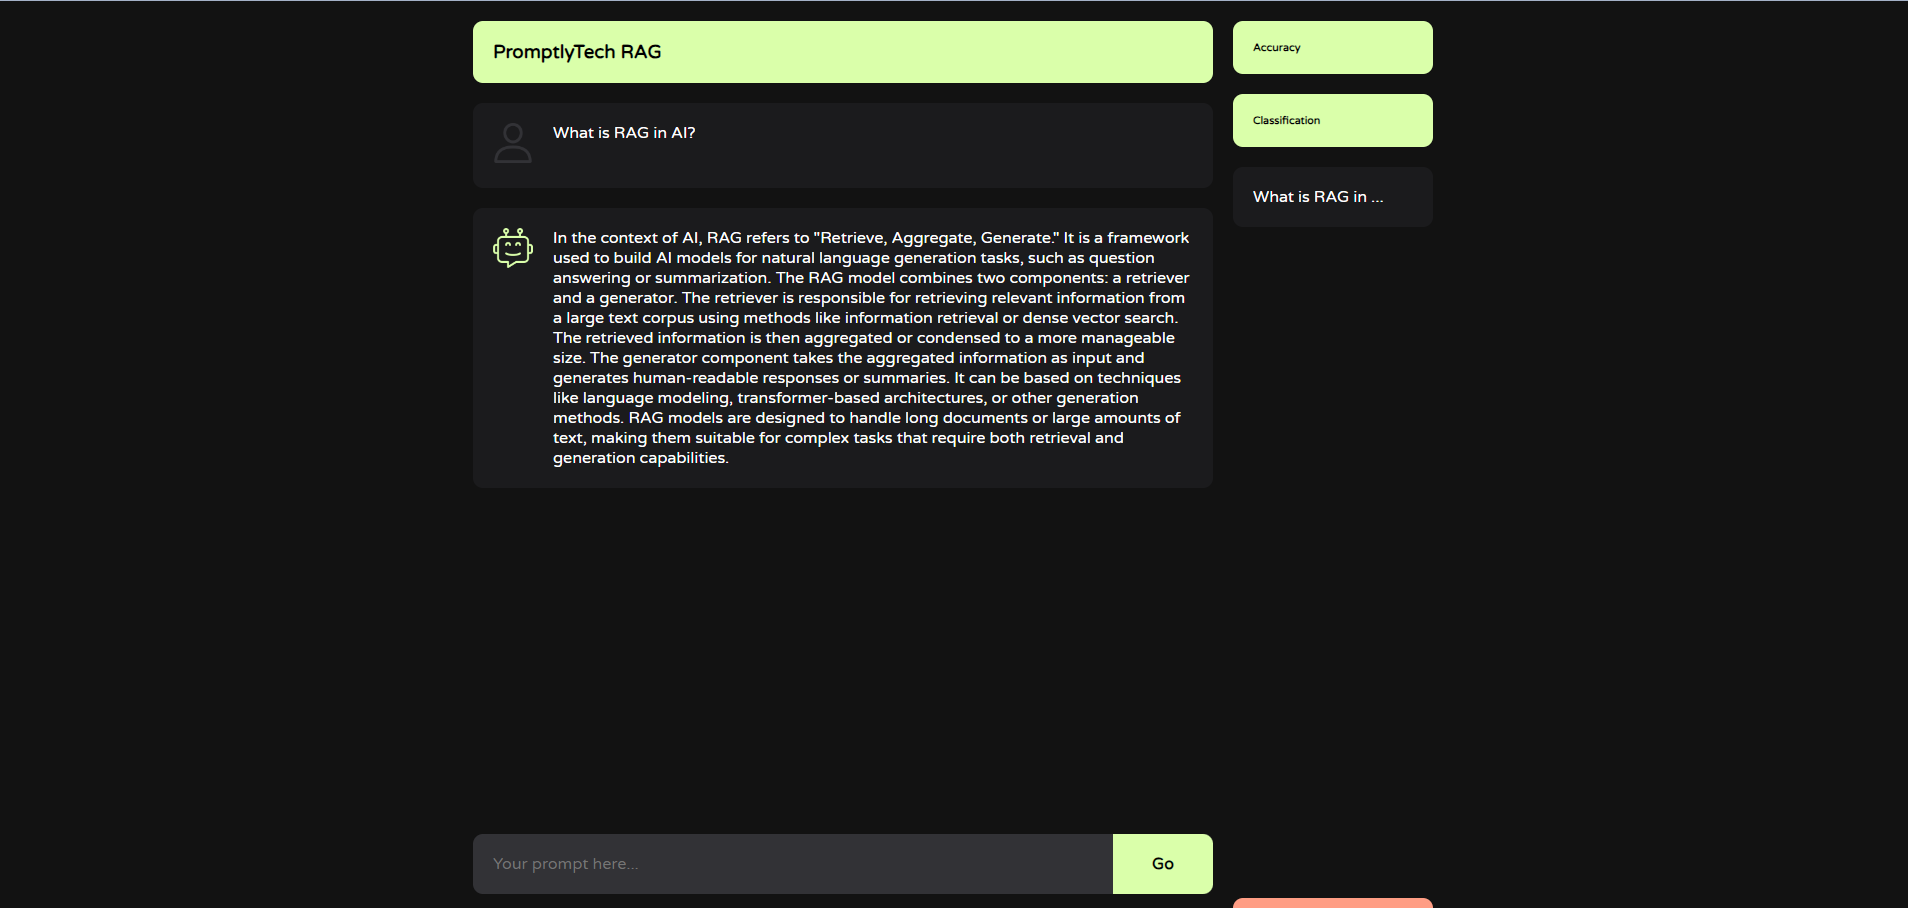 PromptlyTech RAG
What is RAG in AI?
In the context of AI, RAG refers to "Retrieve, Aggregate, Generate." It is a framework
used to build AI models for natural language generation tasks, such as question
answering or summarization. The RAG model combines two components: a retriever
and a generator. The retriever is responsible for retrieving relevant information from
a large text corpus using methods like information retrieval or dense vector search.
The retrieved information is then aggregated or condensed to a more manageable
size. The generator component takes the aggregated information as input and
generates human-readable responses or summaries. It can be based on techniques
like language modeling, transformer-based architectures, or other generation
methods. RAG models are designed to handle long documents or large amounts of
text, making them suitable for complex tasks that require both retrieval and
generation capabilities.
Your prompt here...
Go
Accuracy
Classification
What is RAG in ...